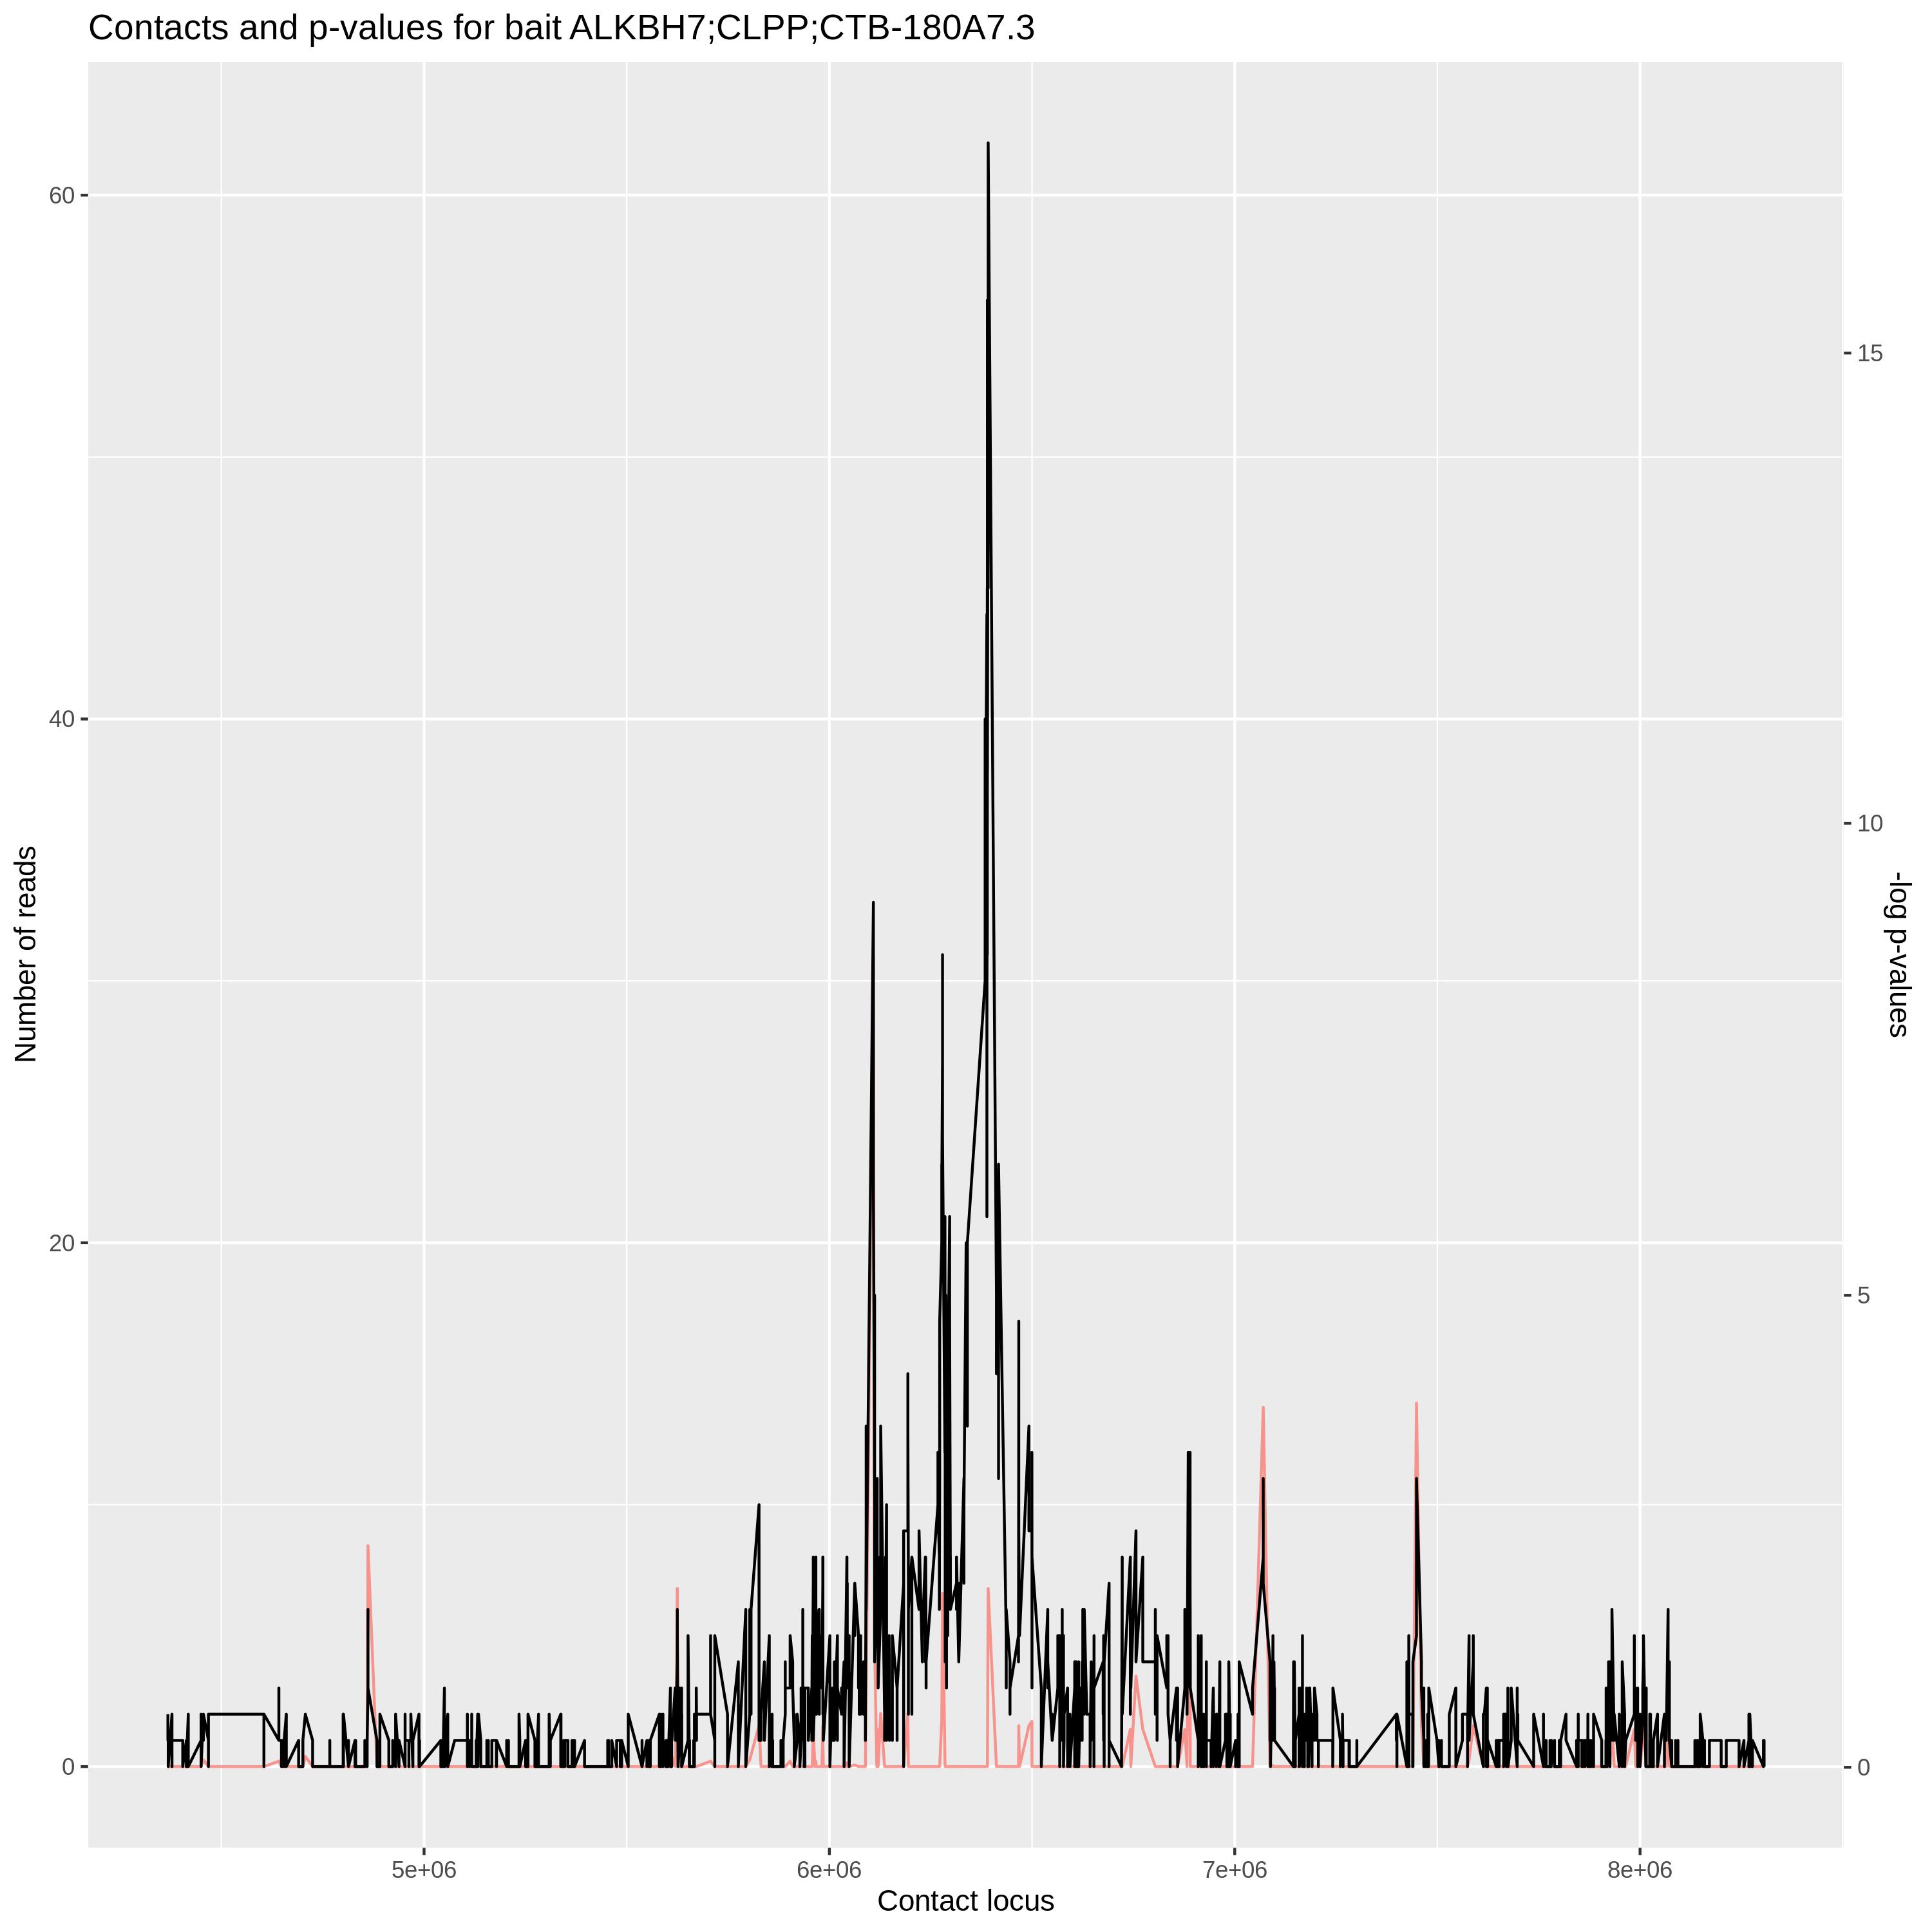 Contacts and p-values for bait ALKBH7;CLPP;CTB-180A7.3
60
40
20
0
Number of reads
15
10
5
0
-log p-values
5e+06
6e+06
7e+06
8e+06
Contact locus